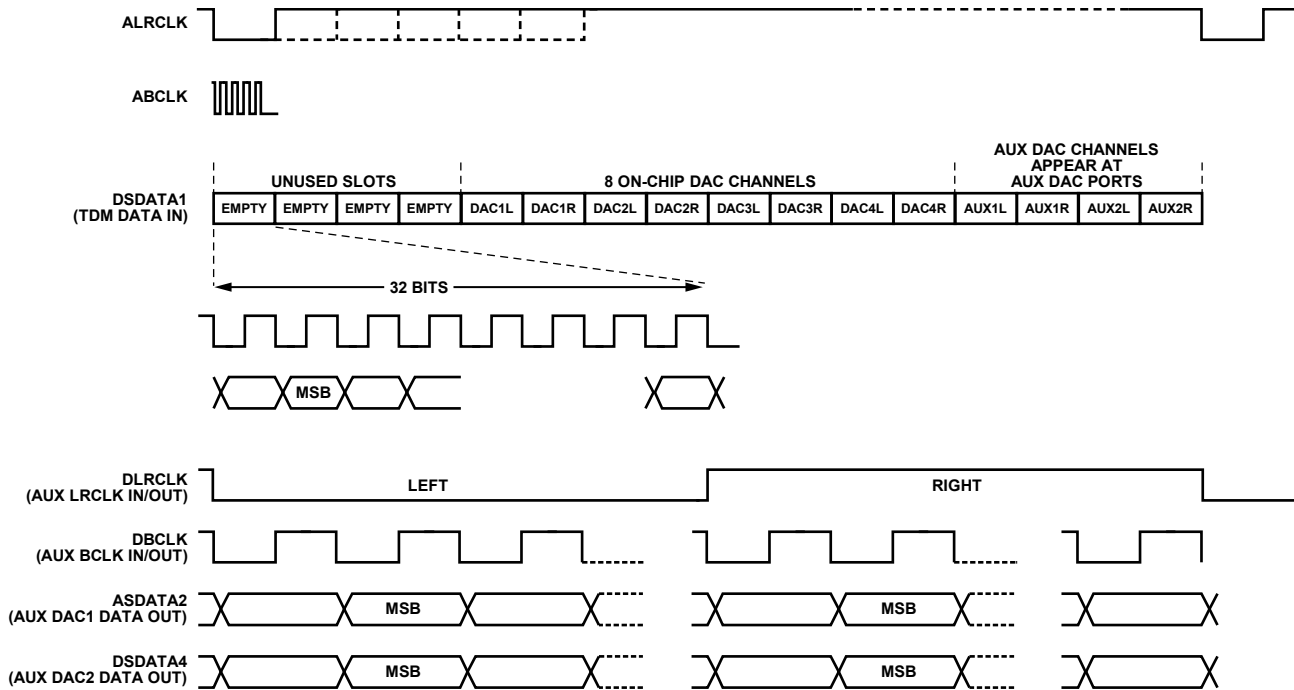 ALRCLK
ABCLK
AUX DAC CHANNELS
APPEAR AT
AUX DAC PORTS
UNUSED SLOTS
8 ON-CHIP DAC CHANNELS
DSDATA1
(TDM DATA IN)
EMPTY EMPTY EMPTY EMPTY DAC1L DAC1R DAC2L DAC2R DAC3L DAC3R DAC4L DAC4R AUX1L AUX1R AUX2L AUX2R
32 BITS
MSB
DLRCLK
(AUX LRCLK IN/OUT)
LEFT
RIGHT
DBCLK
(AUX BCLK IN/OUT)
ASDATA2
(AUX DAC1 DATA OUT)
MSB
MSB
DSDATA4
(AUX DAC2 DATA OUT)
MSB
MSB